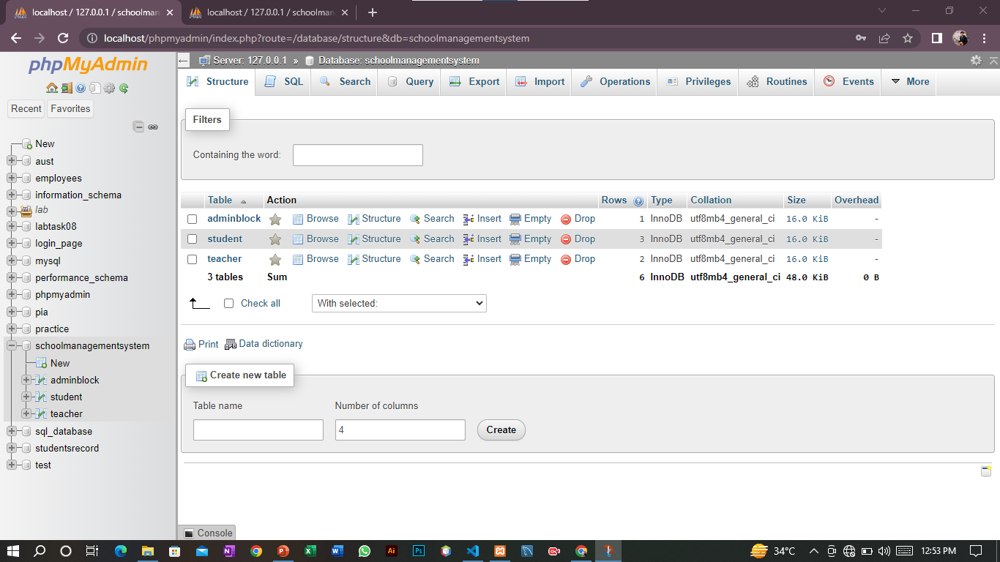 localhost / 127.0.0.1 / schoolman
localhost / 127.0.0.1 / schoolman
localhost/phpmyadmin/index.php?route=/database/structure&db=schoolmanagementsystem
phpMyAdmin
Recent Favorites
New
aust
employees
information_schema
lab
labtask08
login_page
mysql
performance_schema
phpmyadmin
pia
practice
schoolmanagementsystem
New
adminblock
student
teacher
sql_database
studentsrecord
test
Server: 127.0.0.1 » Database: schoolmanagementsystem
Structure SQL Search Query Export Import Operations Privileges Routines Events More
Filters
Containing the word:
Table Action Rows Type Collation Size Overhead
adminblock Browse Structure Search Insert Empty Drop 1 InnoDB utf8mb4_general_ci 16.0 KiB -
student Browse Structure Search Insert Empty Drop 3 InnoDB utf8mb4_general_ci 16.0 KiB -
teacher Browse Structure Search Insert Empty Drop 2 InnoDB utf8mb4_general_ci 16.0 KiB -
3 tables Sum 6 InnoDB utf8mb4_general_ci 48.0 KiB 0 B
Check all With selected:
Print Data dictionary
Create new table
Table name Number of columns
4 Create
Console
34°C 12:53 PM